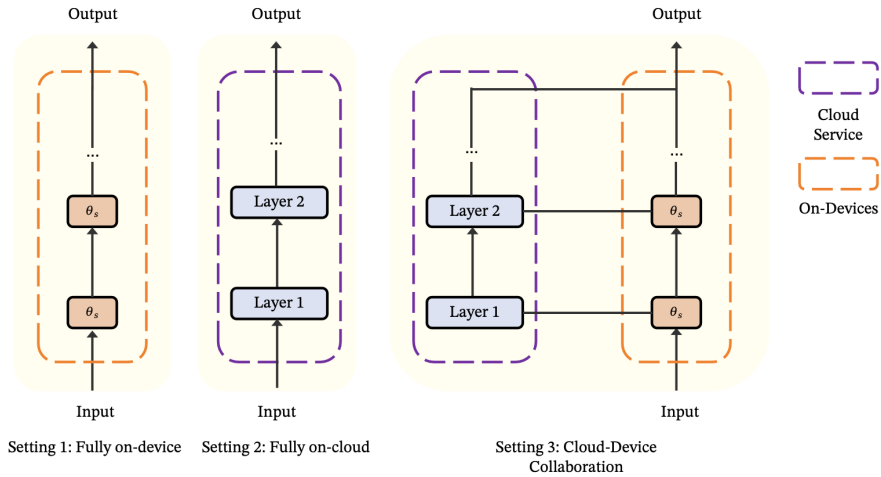 Output
...
θs
θs
Input
Setting 1: Fully on-device
Output
...
Layer 2
Layer 1
Input
Setting 2: Fully on-cloud
Output
...
...
Layer 2
θs
Layer 1
θs
Input
Setting 3: Cloud-Device
Collaboration
Cloud
Service
On-Devices